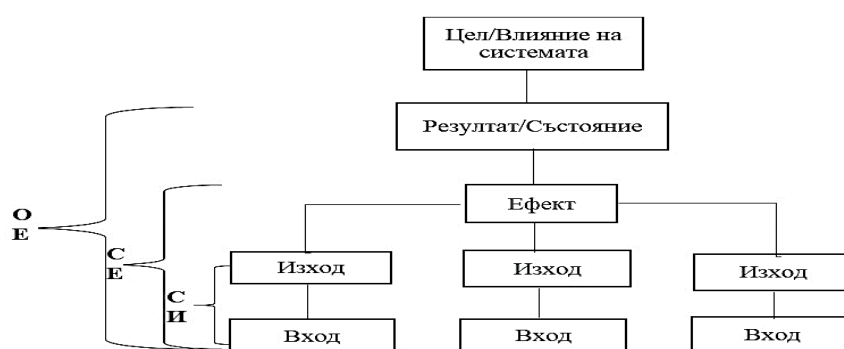 Цел/Влияние на
системата
Резултат/Състояние
Ефект
О
Е
С
Е
С
И
Изход
Изход
Изход
Вход
Вход
Вход